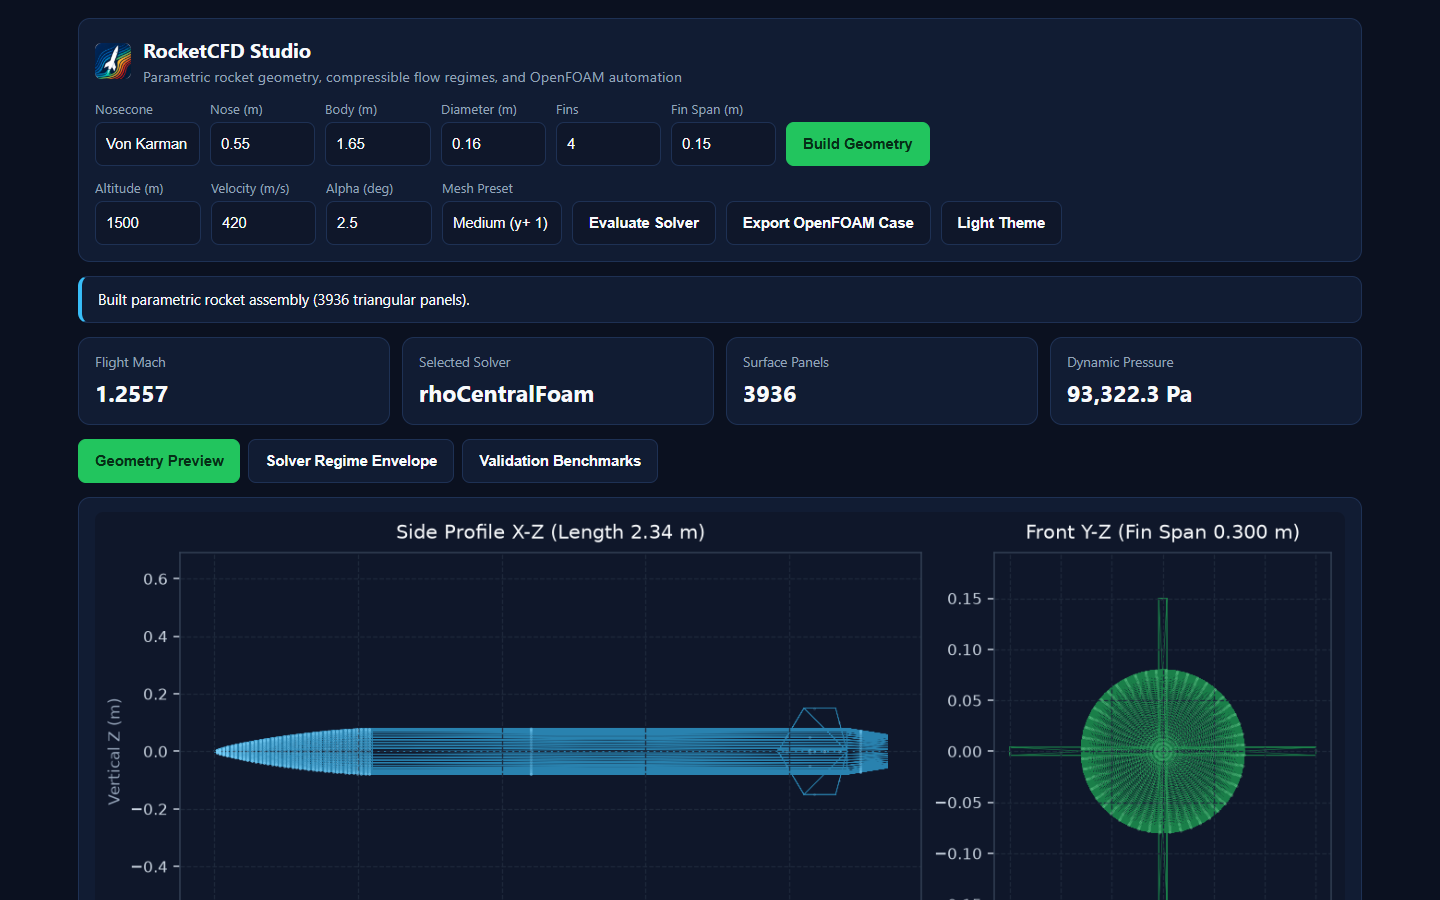 RocketCFD Studio
Parametric rocket geometry, compressible flow regimes, and OpenFOAM automation
Nosecone Nose (m) Body (m) Diameter (m) Fins Fin Span (m)
Von Karman 0.55 1.65 0.16 4 0.15 Build Geometry
Altitude (m) Velocity (m/s) Alpha (deg) Mesh Preset
1500 420 2.5 Medium (y+ 1) Evaluate Solver Export OpenFOAM Case Light Theme
Built parametric rocket assembly (3936 triangular panels).
Flight Mach Selected Solver Surface Panels Dynamic Pressure
1.2557 rhoCentralFoam 3936 93,322.3 Pa
Geometry Preview Solver Regime Envelope Validation Benchmarks
Side Profile X-Z (Length 2.34 m)
Vertical Z (m)
0.6
0.4
0.2
0.0
−0.2
−0.4
Front Y-Z (Fin Span 0.300 m)
0.15
0.10
0.05
0.00
−0.05
−0.10